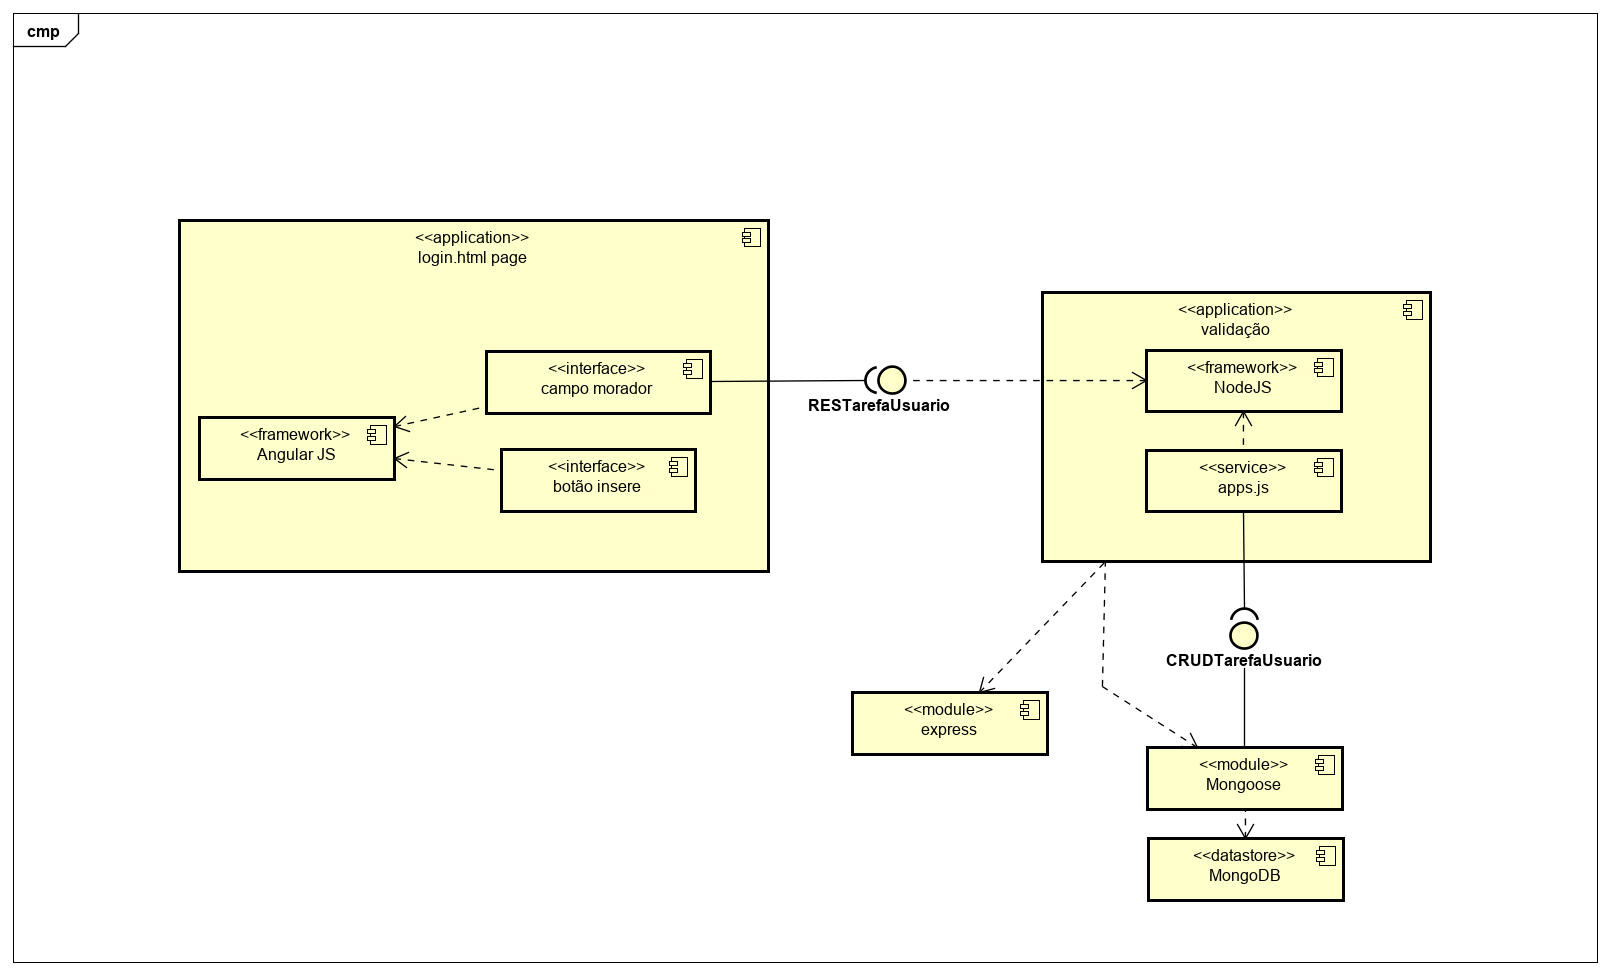 cmp
<<application>>
login.html page
<<interface>>
campo morador
<<framework>>
Angular JS
<<interface>>
botão insere
RESTarefaUsuario
<<application>>
validação
<<framework>>
NodeJS
<<service>>
apps.js
CRUDTarefaUsuario
<<module>>
express
<<module>>
Mongoose
<<datastore>>
MongoDB